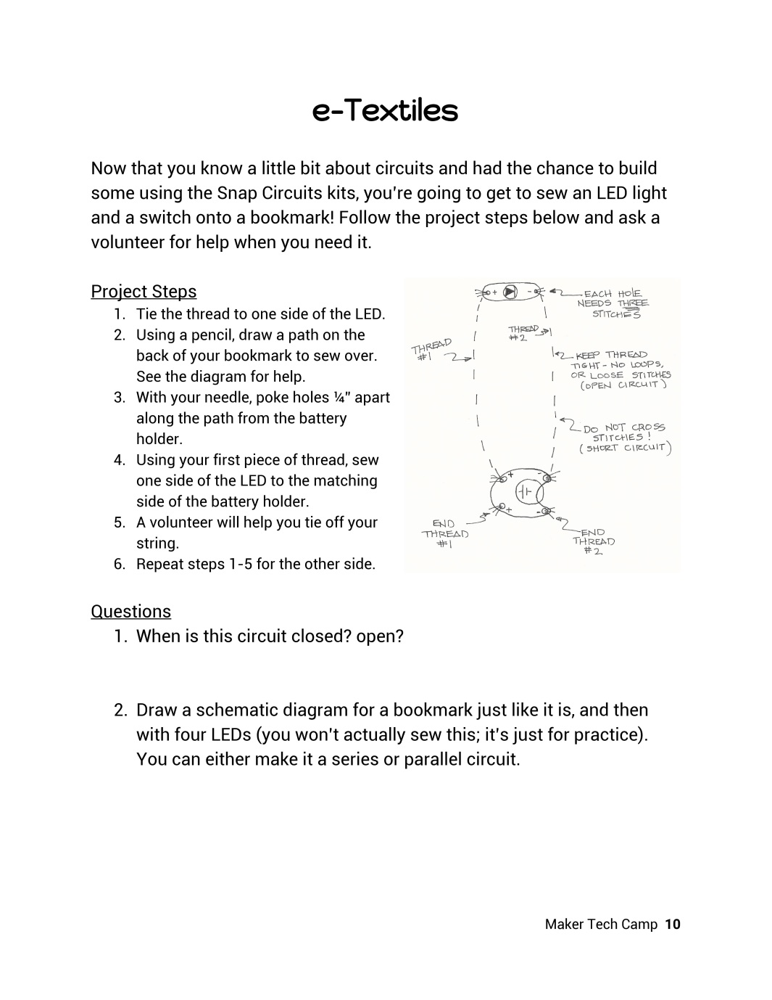 e-Textiles
Now that you know a little bit about circuits and had the chance to build
some using the Snap Circuits kits, you're going to get to sew an LED light
and a switch onto a bookmark! Follow the project steps below and ask a
volunteer for help when you need it.
Project Steps
1. Tie the thread to one side of the LED.
2. Using a pencil, draw a path on the
back of your bookmark to sew over.
See the diagram for help.
3. With your needle, poke holes ¼" apart
along the path from the battery
holder.
4. Using your first piece of thread, sew
one side of the LED to the matching
side of the battery holder.
5. A volunteer will help you tie off your
string.
6. Repeat steps 1-5 for the other side.
+ -
EACH HOLE
NEEDS THREE
STITCHES
THREAD
#2
THREAD
#1
KEEP THREAD
TIGHT - NO LOOPS,
OR LOOSE STITCHES
(OPEN CIRCUIT)
DO NOT CROSS
STITCHES!
(SHORT CIRCUIT)
+ -
+ -
END
THREAD
#1
END
THREAD
#2
Questions
1. When is this circuit closed? open?
2. Draw a schematic diagram for a bookmark just like it is, and then
with four LEDs (you won't actually sew this; it's just for practice).
You can either make it a series or parallel circuit.
Maker Tech Camp 10